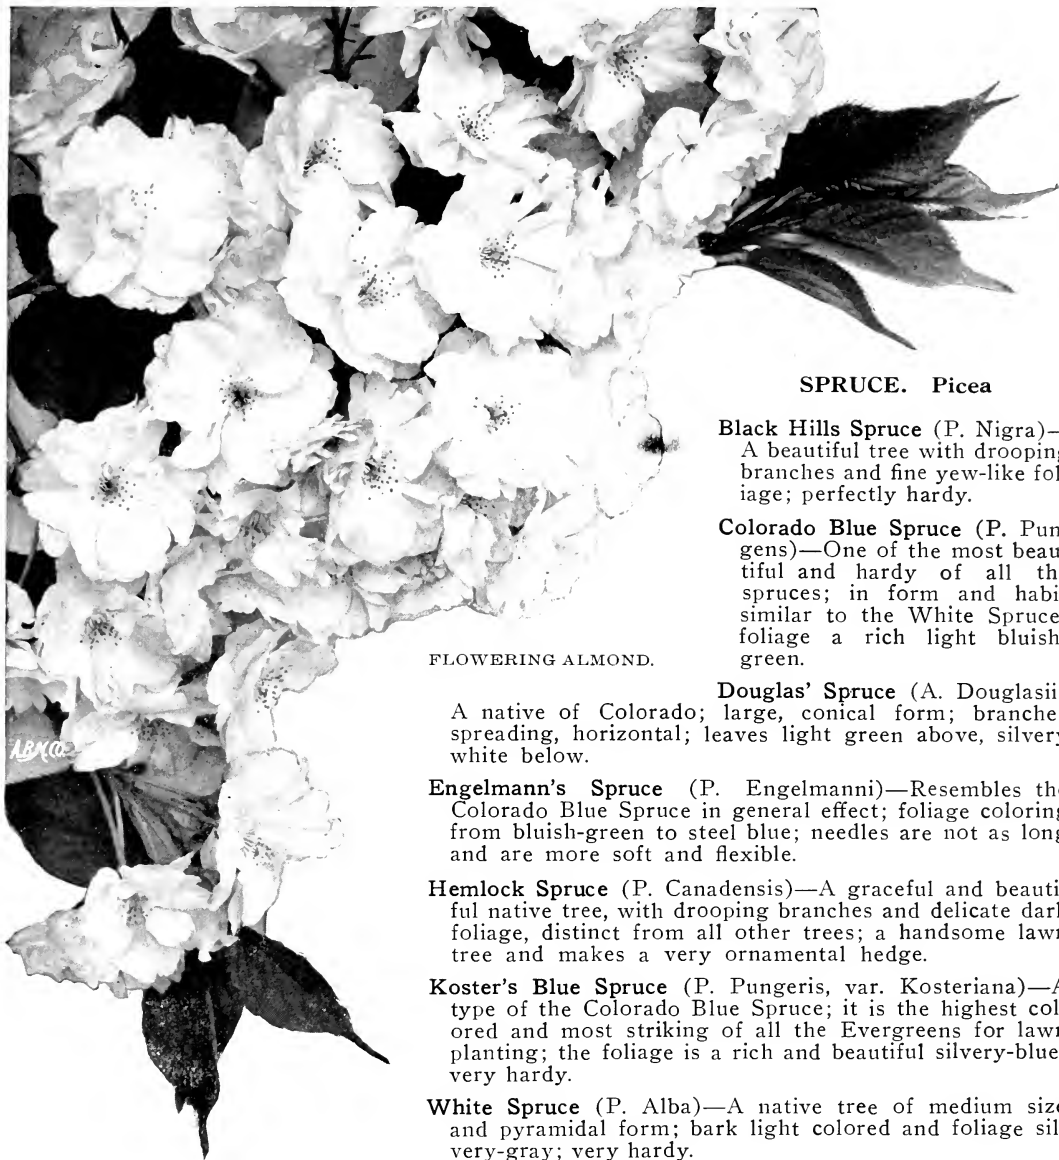 SPRUCE. Picea
Black Hills Spruce (P. Nigra)—
A beautiful tree with drooping
branches and fine yew-like fol
iage; perfectly hardy.
Colorado Blue Spruce (P. Pun
gens)—One of the most beau
tiful and hardy of all th
spruces; in form and habi
similar to the White Spruce
foliage a rich light bluish
green.
FLOWERING ALMOND.
Douglas' Spruce (A. Douglasii
A native of Colorado; large, conical form; branche
spreading, horizontal; leaves light green above, silvery
white below.
Engelmann's Spruce (P. Engelmanni)—Resembles the
Colorado Blue Spruce in general effect; foliage coloring
from bluish-green to steel blue; needles are not as long
and are more soft and flexible.
Hemlock Spruce (P. Canadensis)—A graceful and beauti
ful native tree, with drooping branches and delicate dark
foliage, distinct from all other trees; a handsome lawn
tree and makes a very ornamental hedge.
Koster's Blue Spruce (P. Pungeris, var. Kosteriana)—A
type of the Colorado Blue Spruce; it is the highest col
ored and most striking of all the Evergreens for lawn
planting; the foliage is a rich and beautiful silvery-blue
very hardy.
White Spruce (P. Alba)—A native tree of medium size
and pyramidal form; bark light colored and foliage sil
very-gray; very hardy.
A.B.M.Co.